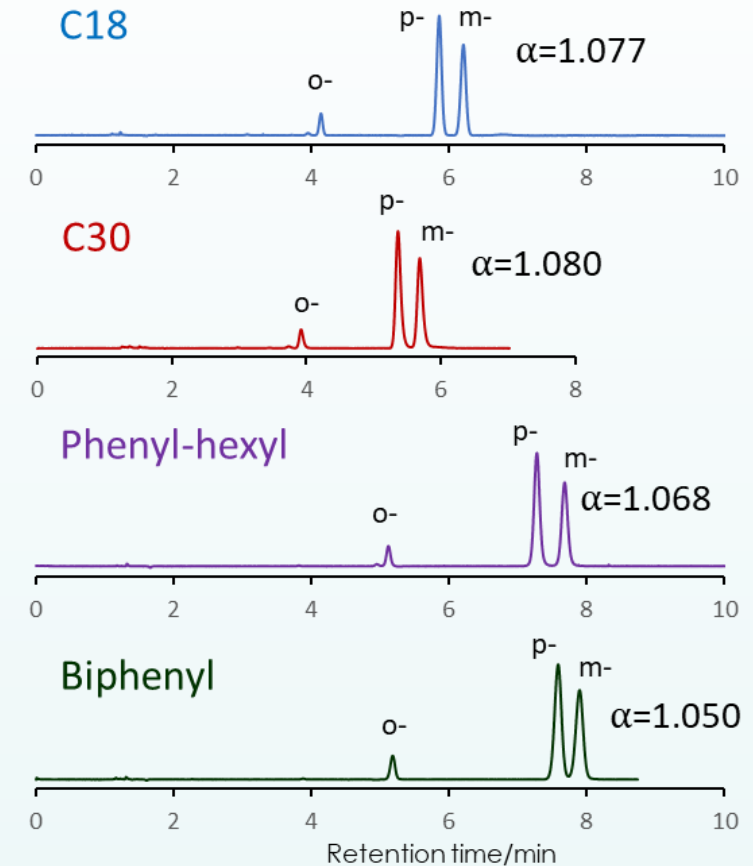 C18
p- m-
α=1.077
o-
0 2 4 6 8 10
p-
C30
m-
α=1.080
o-
0 2 4 6 8
Phenyl-hexyl
p-
m-
α=1.068
o-
0 2 4 6 8 10
p-
Biphenyl
m-
α=1.050
o-
0 2 4 6 8 10
Retention time/min